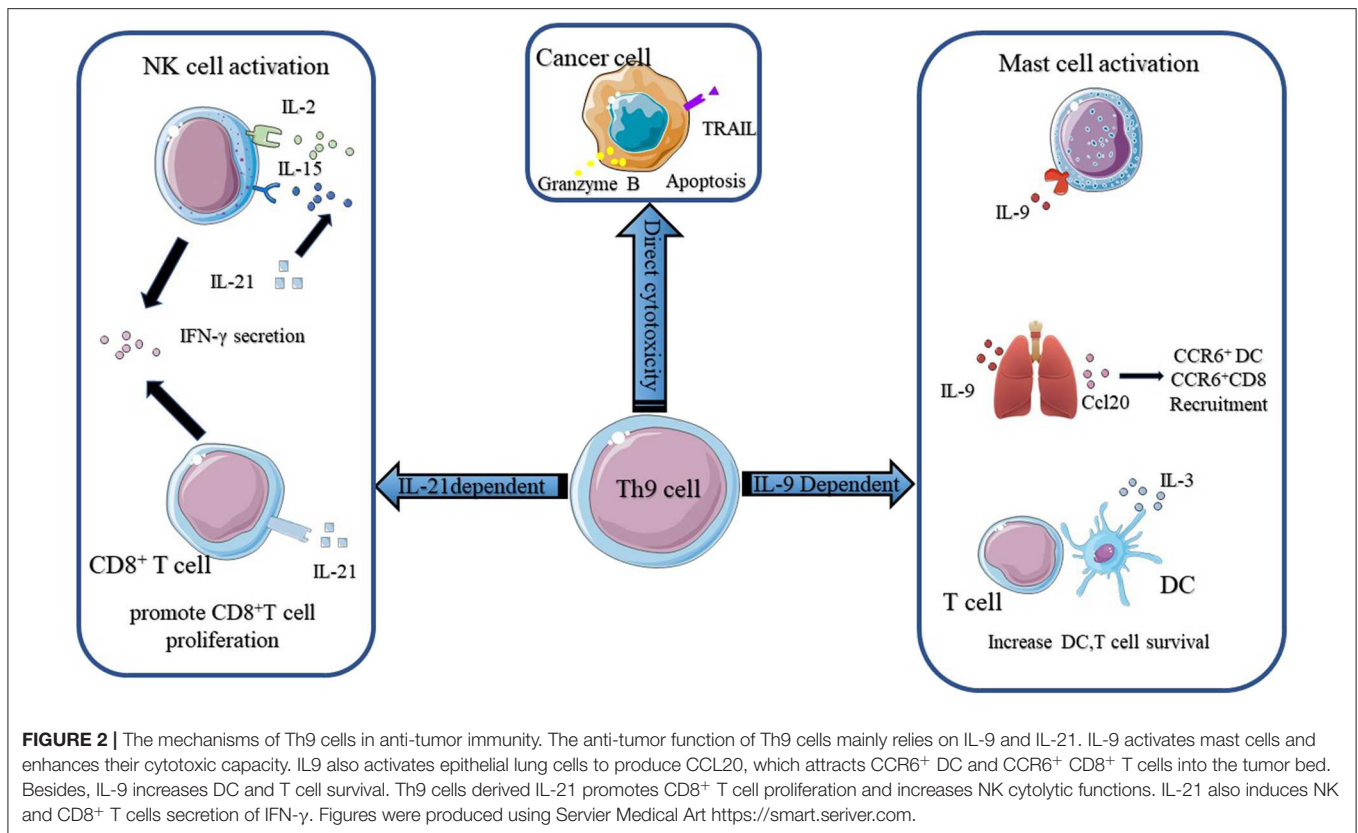 NK cell activation
IL-2
IL-15
IL-21
IFN-γ secretion
CD8⁺ T cell
IL-21
promote CD8⁺T cell
proliferation
Cancer cell
TRAIL
Granzyme B
Apoptosis
Direct cytotoxicity
IL-21dependent
Th9 cell
IL-9 Dependent
Mast cell activation
IL-9
IL-9
Ccl20
CCR6⁺ DC
CCR6⁺CD8
Recruitment
IL-3
T cell
DC
Increase DC,T cell survival
FIGURE 2 | The mechanisms of Th9 cells in anti-tumor immunity. The anti-tumor function of Th9 cells mainly relies on IL-9 and IL-21. IL-9 activates mast cells and
enhances their cytotoxic capacity. IL9 also activates epithelial lung cells to produce CCL20, which attracts CCR6⁺ DC and CCR6⁺ CD8⁺ T cells into the tumor bed.
Besides, IL-9 increases DC and T cell survival. Th9 cells derived IL-21 promotes CD8⁺ T cell proliferation and increases NK cytolytic functions. IL-21 also induces NK
and CD8⁺ T cells secretion of IFN-γ. Figures were produced using Servier Medical Art https://smart.seriver.com.